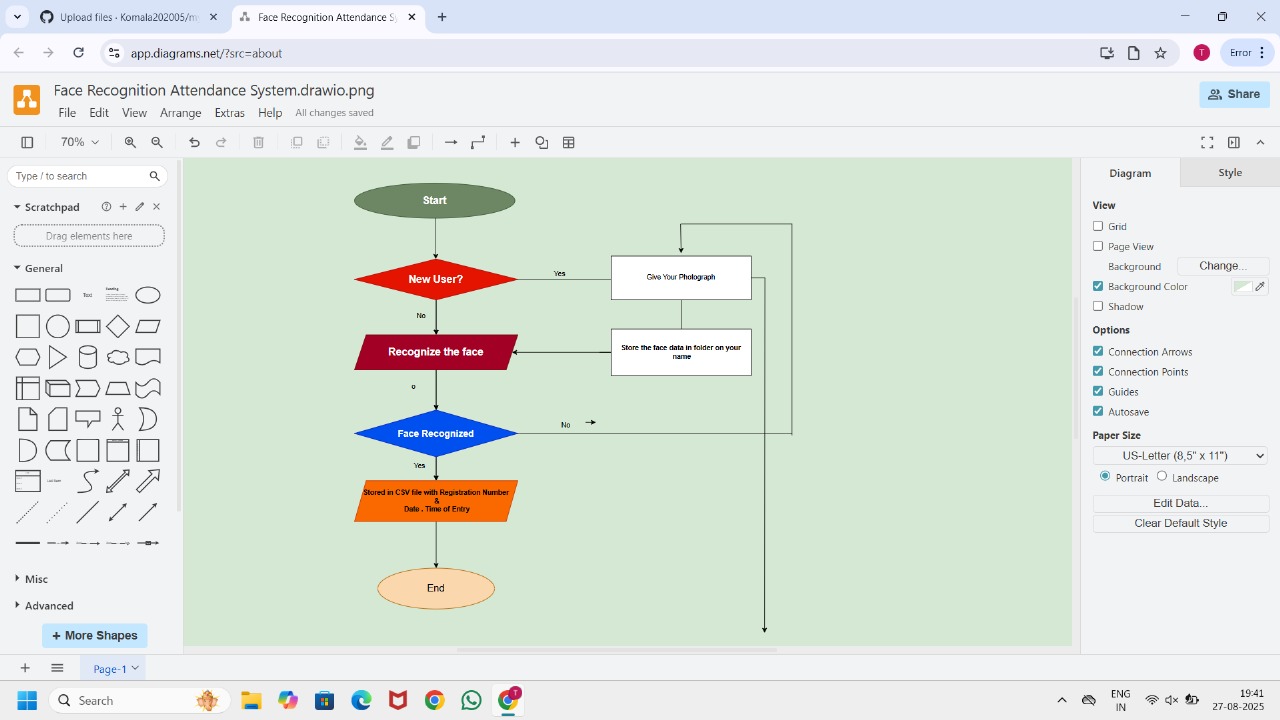 Upload files · Komala202005/m
Face Recognition Attendance Sy
app.diagrams.net/?src=about
T
Error
Face Recognition Attendance System.drawio.png
File Edit View Arrange Extras Help All changes saved
Share
70%
Type / to search
Scratchpad
Drag elements here
General
Text
Heading
List Item
Misc
Advanced
+ More Shapes
Start
New User?
Yes
Give Your Photograph
No
Recognize the face
Store the face data in folder on your
name
o
Face Recognized
No
Yes
Stored in CSV file with Registration Number
&
Date , Time of Entry
End
Diagram Style
View
Grid
Page View
Background Change...
Background Color
Shadow
Options
Connection Arrows
Connection Points
Guides
Autosave
Paper Size
US-Letter (8,5" x 11")
Portrait Landscape
Edit Data...
Clear Default Style
Page-1
Search
T
ENG
IN
19:41
27-08-2025